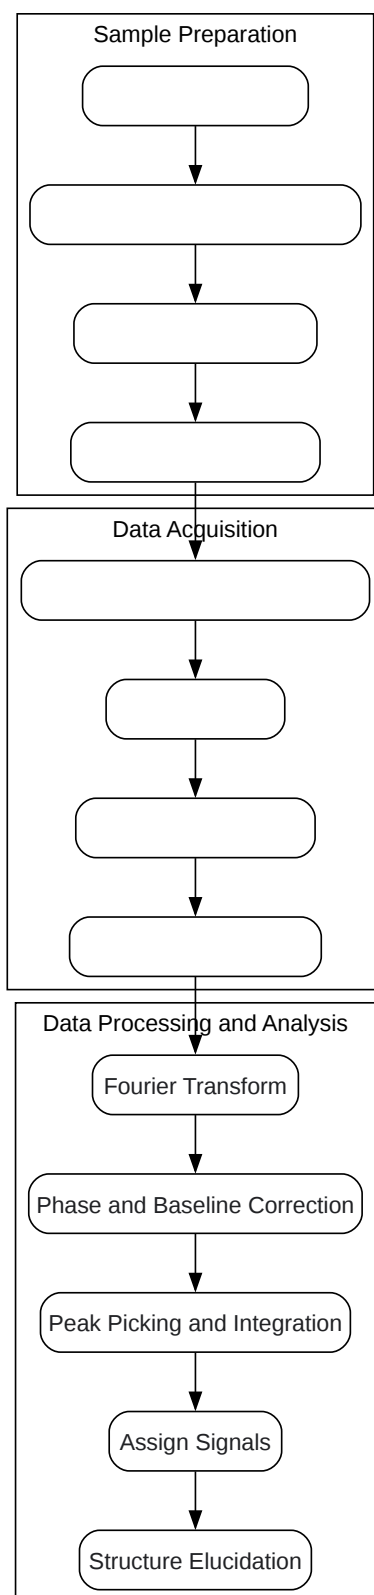 Sample Preparation
Data Acquisition
Data Processing and Analysis
Fourier Transform
Phase and Baseline Correction
Peak Picking and Integration
Assign Signals
Structure Elucidation